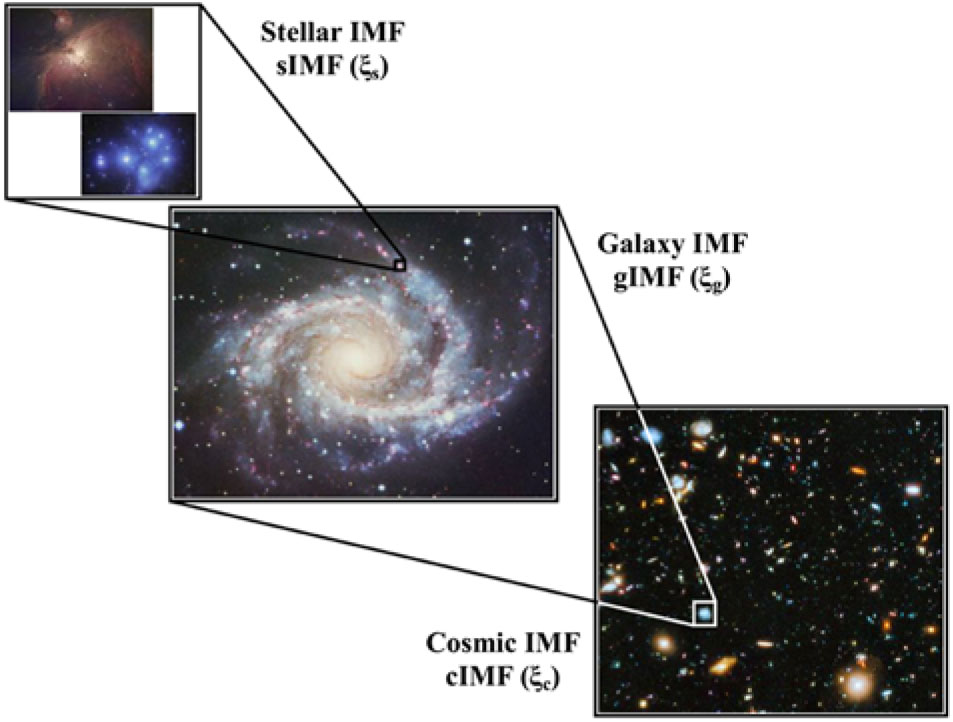 Stellar IMF
sIMF (ξs)
Galaxy IMF
gIMF (ξg)
Cosmic IMF
cIMF (ξc)